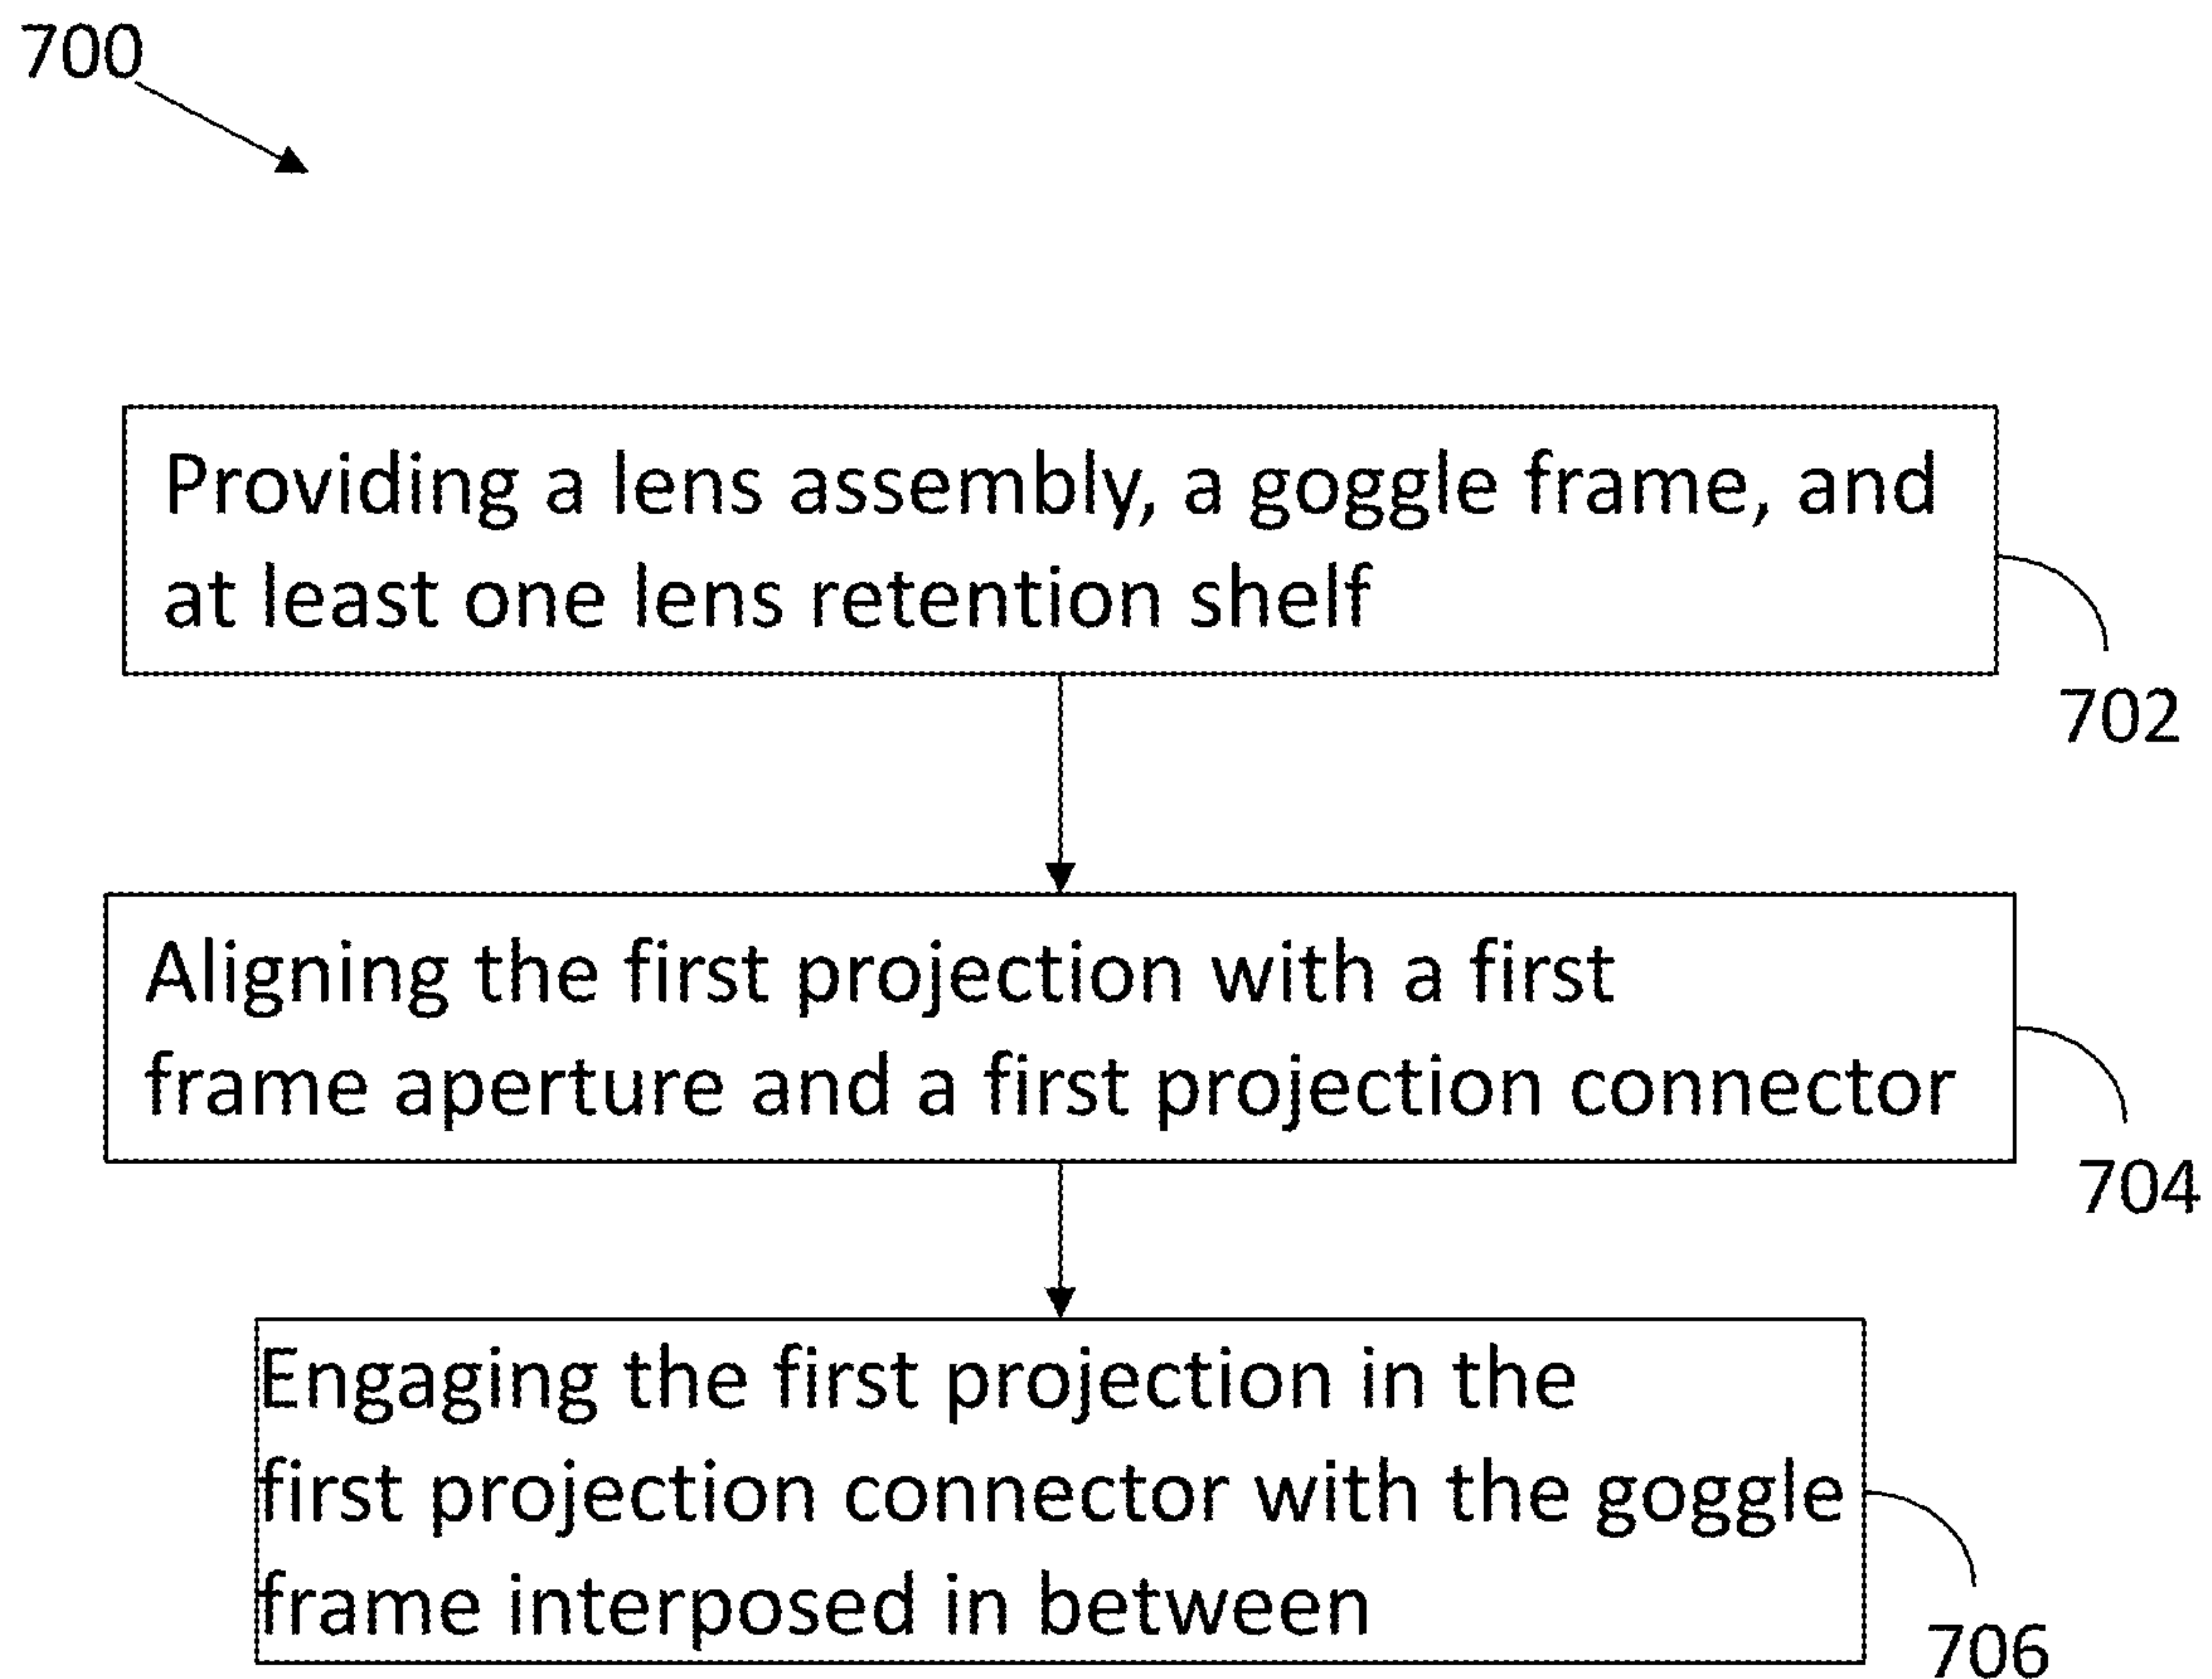 700
Providing a lens assembly, a goggle frame, and
at least one lens retention shelf
702
Aligning the first projection with a first
frame aperture and a first projection connector
704
Engaging the first projection in the
first projection connector with the goggle
frame interposed in between
706